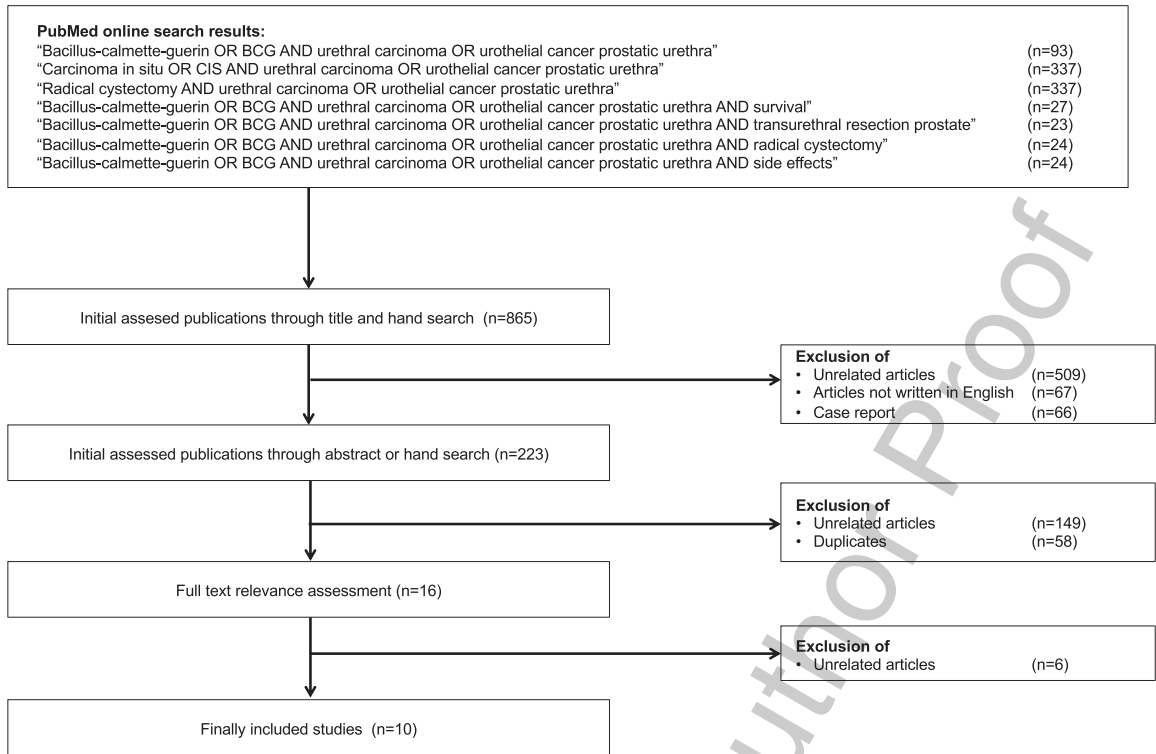 PubMed online search results:
“Bacillus-calmette-guerin OR BCG AND urethral carcinoma OR urothelial cancer prostatic urethra” (n=93)
“Carcinoma in situ OR CIS AND urethral carcinoma OR urothelial cancer prostatic urethra” (n=337)
“Radical cystectomy AND urethral carcinoma OR urothelial cancer prostatic urethra” (n=337)
“Bacillus-calmette-guerin OR BCG AND urethral carcinoma OR urothelial cancer prostatic urethra AND survival” (n=27)
“Bacillus-calmette-guerin OR BCG AND urethral carcinoma OR urothelial cancer prostatic urethra AND transurethral resection prostate” (n=23)
“Bacillus-calmette-guerin OR BCG AND urethral carcinoma OR urothelial cancer prostatic urethra AND radical cystectomy” (n=24)
“Bacillus-calmette-guerin OR BCG AND urethral carcinoma OR urothelial cancer prostatic urethra AND side effects” (n=24)
Initial assesed publications through title and hand search (n=865)
Exclusion of
• Unrelated articles (n=509)
• Articles not written in English (n=67)
• Case report (n=66)
Initial assessed publications through abstract or hand search (n=223)
Exclusion of
• Unrelated articles (n=149)
• Duplicates (n=58)
Full text relevance assessment (n=16)
Exclusion of
• Unrelated articles (n=6)
Finally included studies (n=10)
uthor Proof